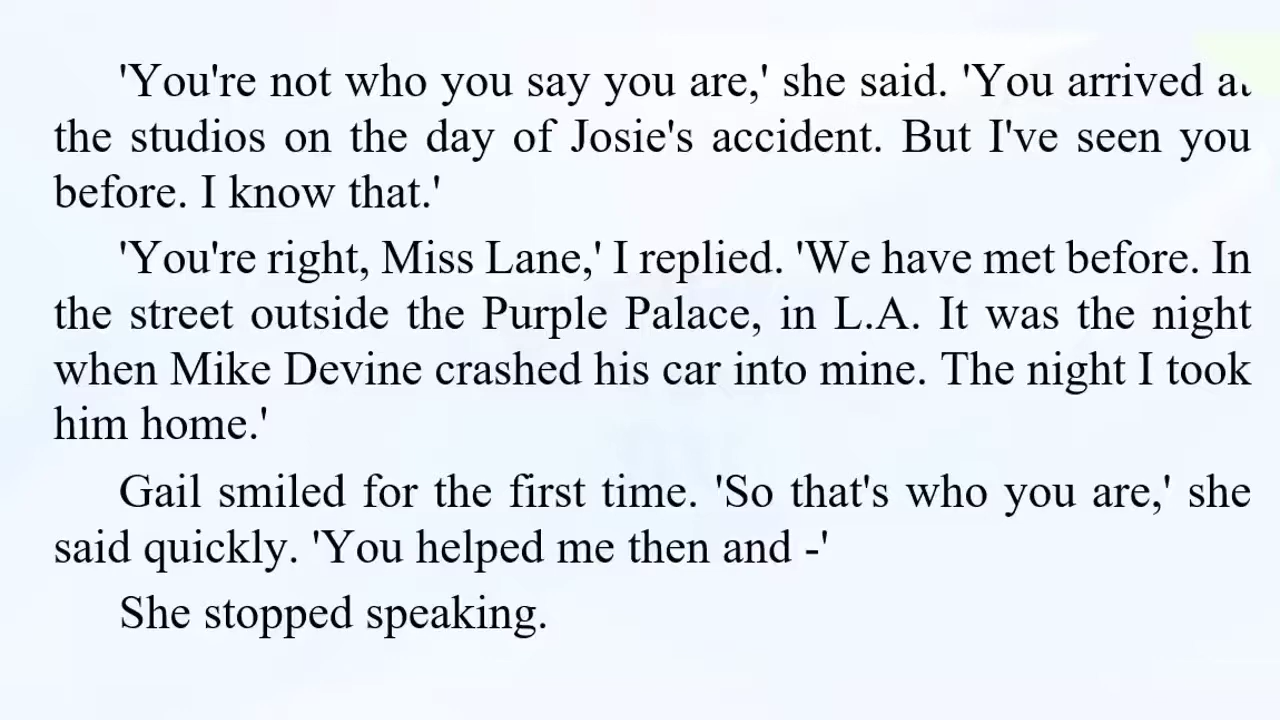 'You're not who you say you are,' she said. 'You arrived at
the studios on the day of Josie's accident. But I've seen you
before. I know that.'
'You're right, Miss Lane,' I replied. 'We have met before. In
the street outside the Purple Palace, in L.A. It was the night
when Mike Devine crashed his car into mine. The night I took
him home.'
Gail smiled for the first time. 'So that's who you are,' she
said quickly. 'You helped me then and -'
She stopped speaking.